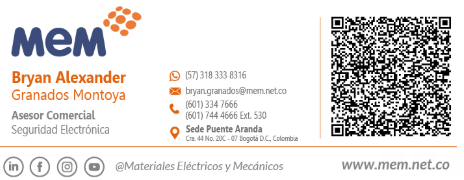 MEM
Bryan Alexander
Granados Montoya
Asesor Comercial
Seguridad Electrónica
(57) 318 333 8316
bryan.granados@mem.net.co
(601) 334 7666
(601) 744 4666 Ext. 530
Sede Puente Aranda
Cra. 44 No. 20C - 07 Bogotá D.C., Colombia
@Materiales Eléctricos y Mecánicos
www.mem.net.co